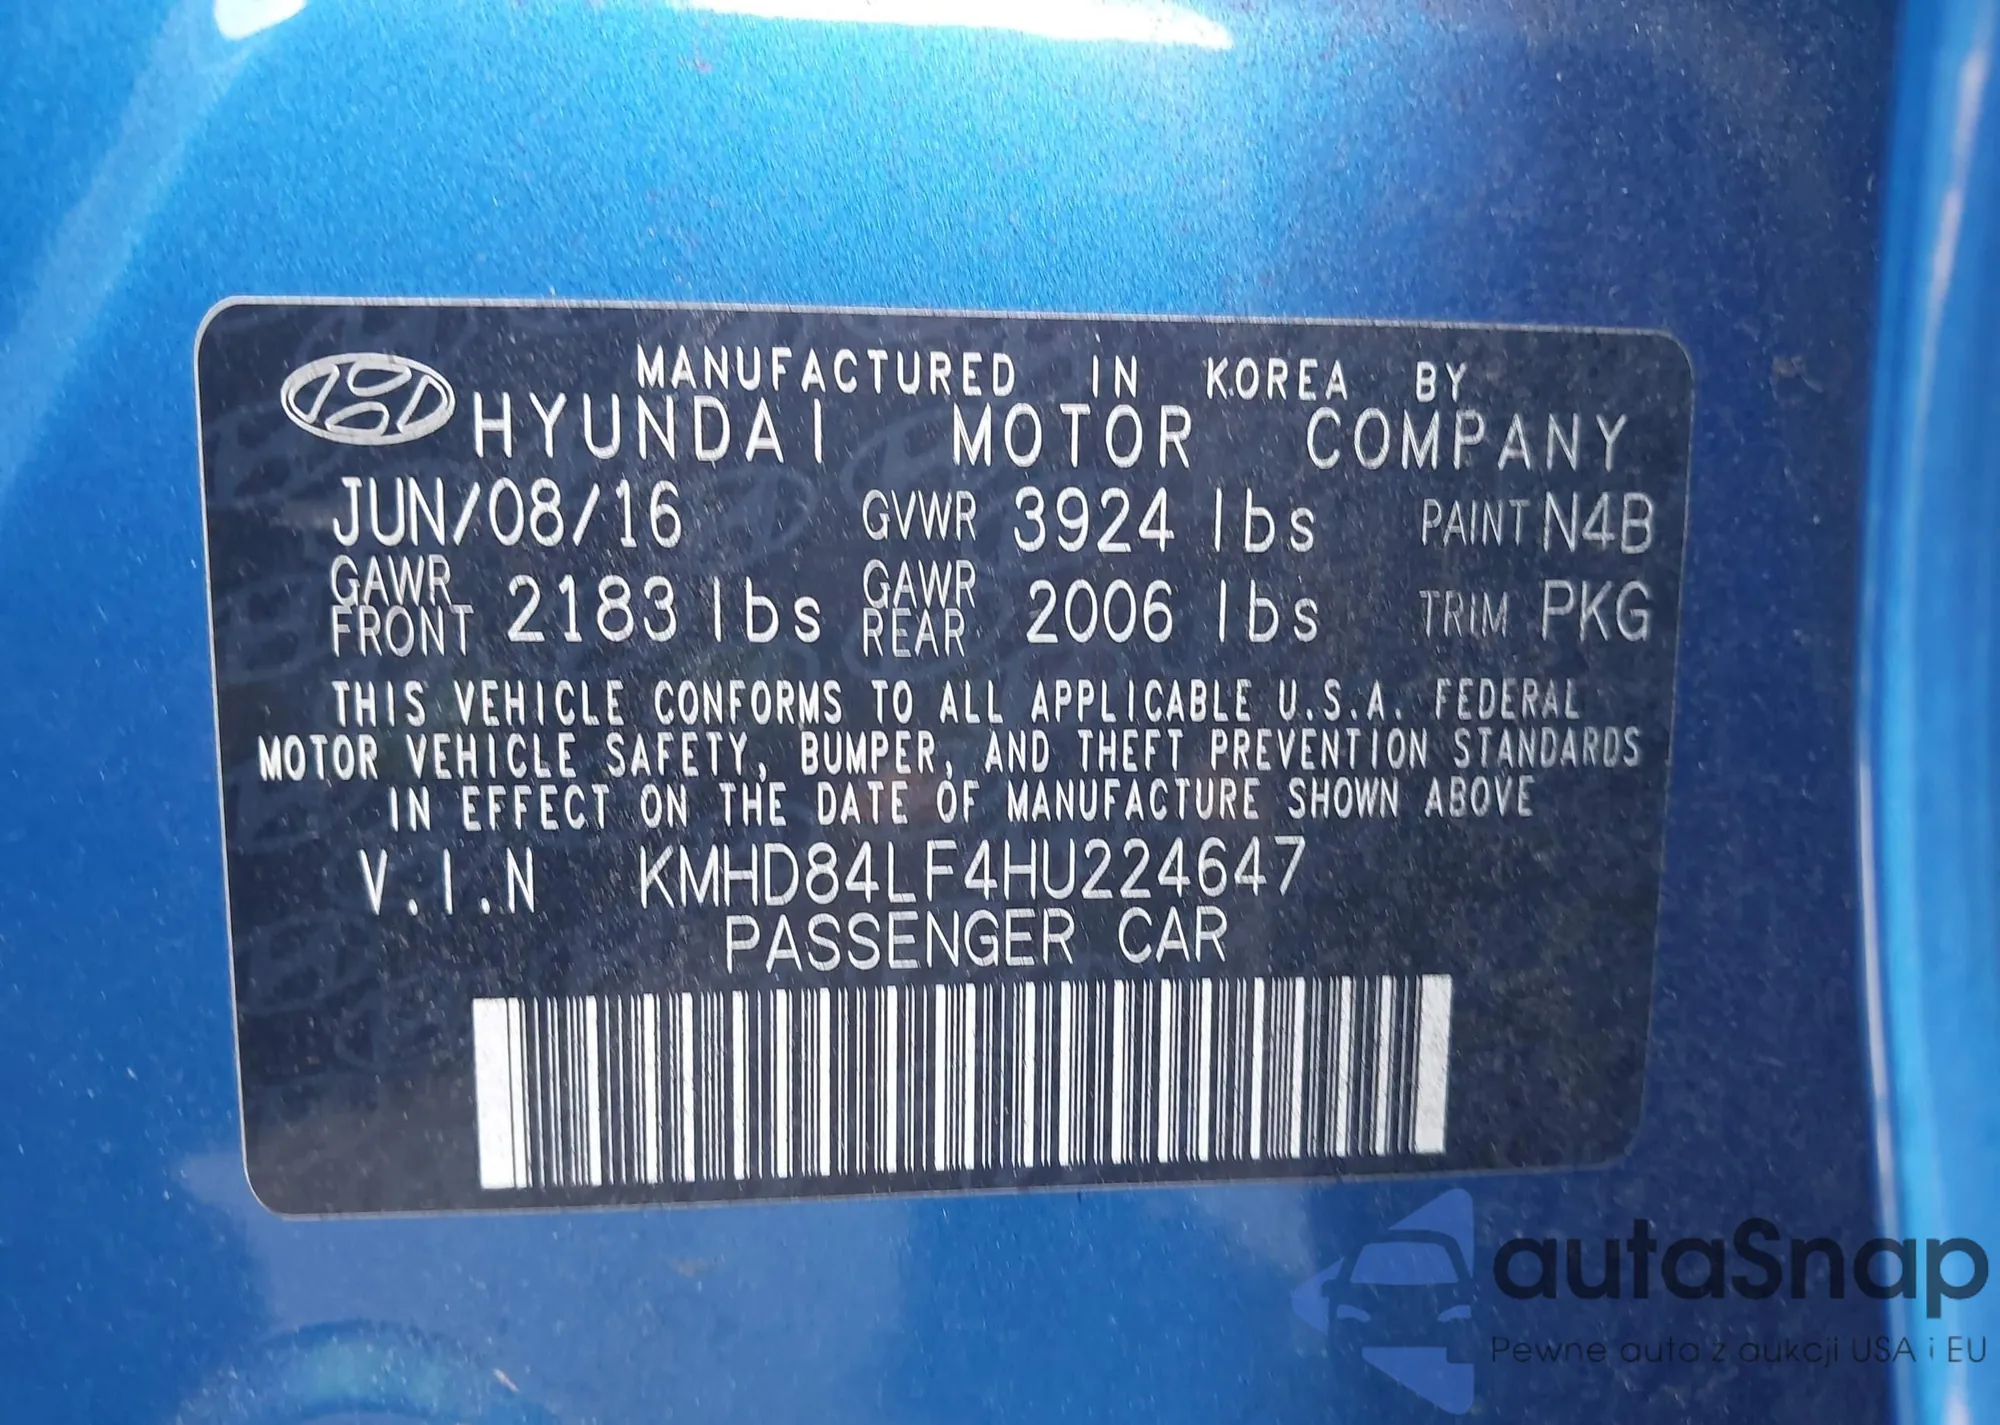 MANUFACTURED IN KOREA BY
HYUNDAI MOTOR COMPANY
JUN/08/16 GVWR 3924 lbs PAINT N4B
GAWR FRONT 2183 lbs GAWR REAR 2006 lbs TRIM PKG
THIS VEHICLE CONFORMS TO ALL APPLICABLE U.S.A. FEDERAL
MOTOR VEHICLE SAFETY, BUMPER, AND THEFT PREVENTION STANDARDS
IN EFFECT ON THE DATE OF MANUFACTURE SHOWN ABOVE
V.I.N KMHD84LF4HU224647
PASSENGER CAR
autaSnap
Pewne auta z aukcji USA i EU